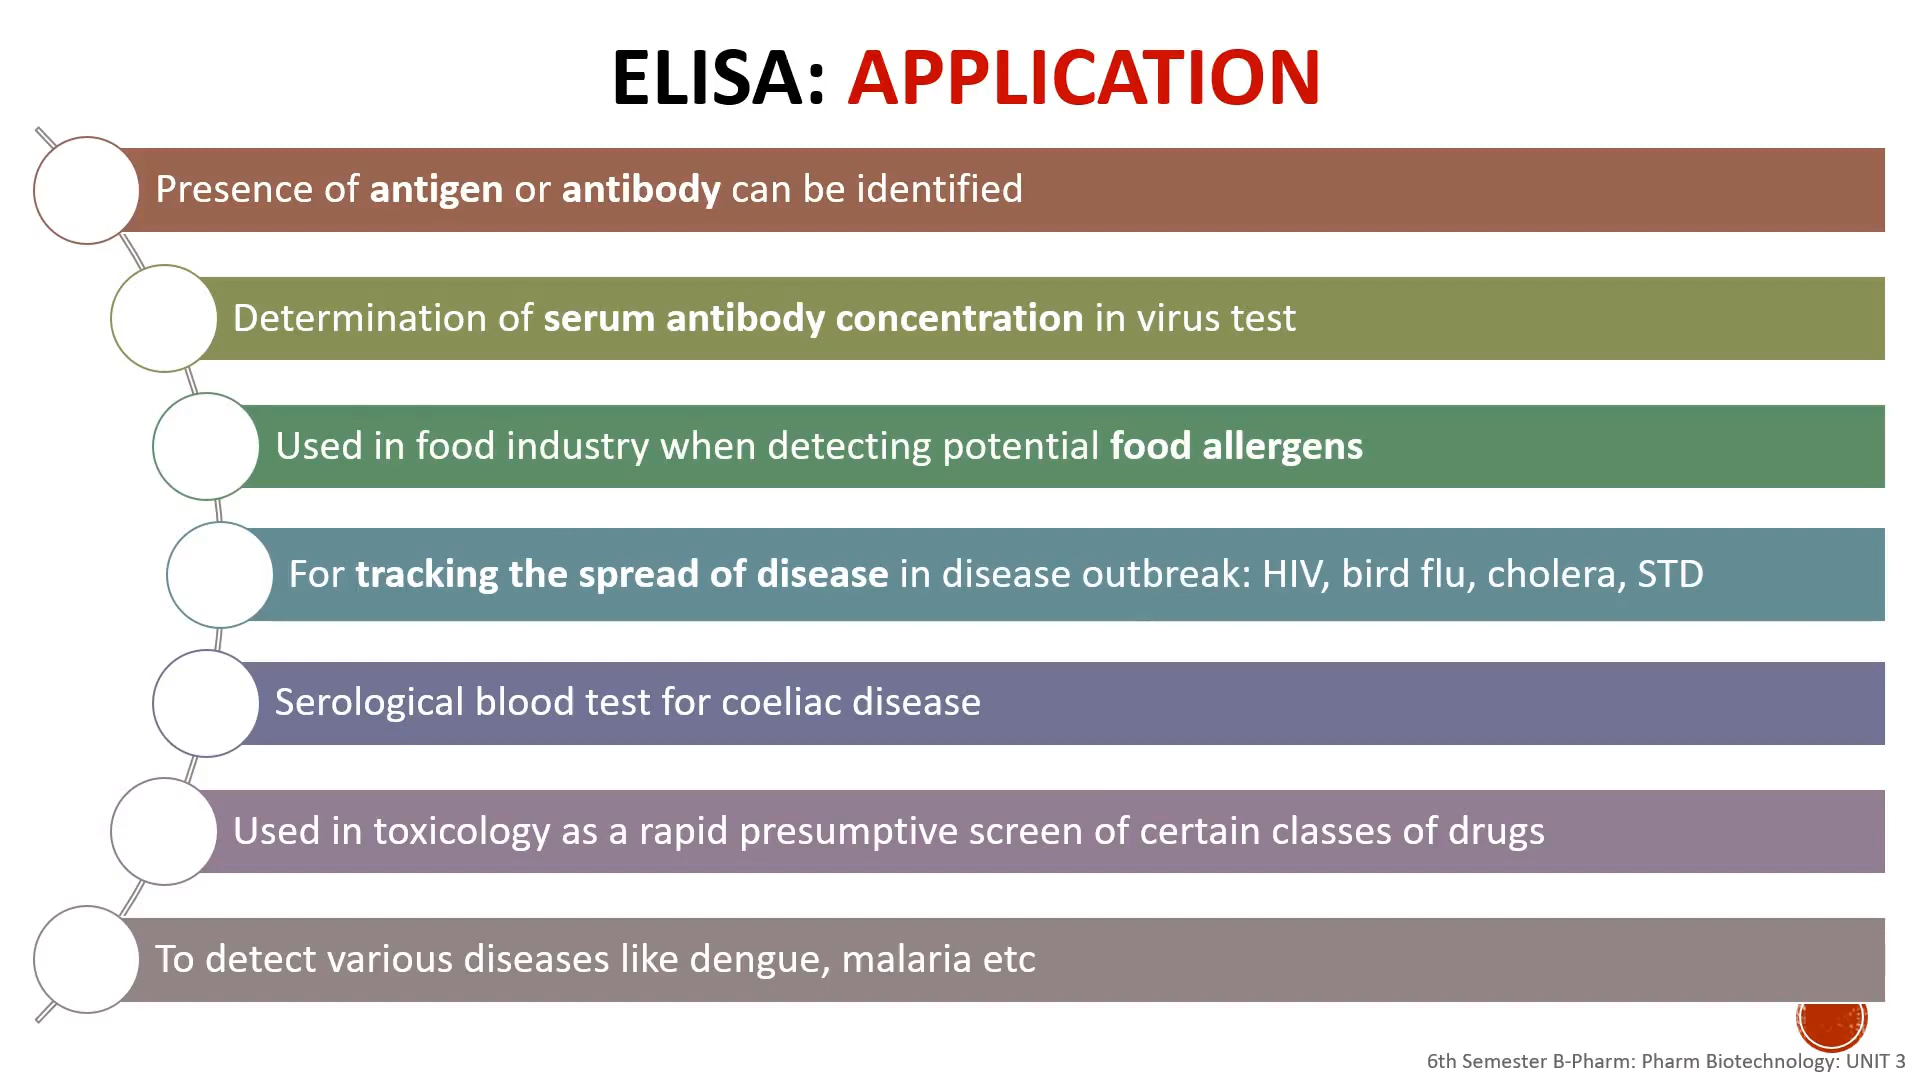 ELISA: APPLICATION
Presence of antigen or antibody can be identified
Determination of serum antibody concentration in virus test
Used in food industry when detecting potential food allergens
For tracking the spread of disease in disease outbreak: HIV, bird flu, cholera, STD
Serological blood test for coeliac disease
Used in toxicology as a rapid presumptive screen of certain classes of drugs
To detect various diseases like dengue, malaria etc
6th Semester B-Pharm: Pharm Biotechnology: UNIT 3